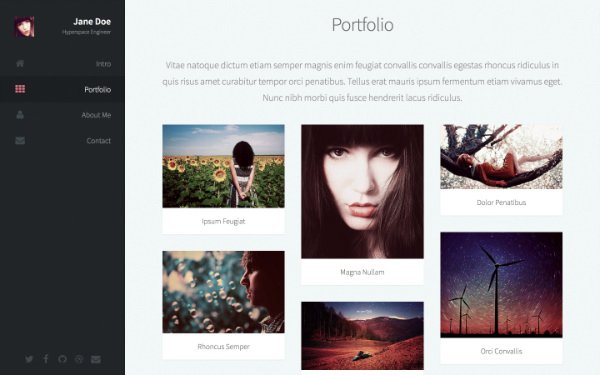 Jane Doe
Hyperspace Engineer
Intro
Portfolio
About Me
Contact
Portfolio
Vitae natoque dictum etiam semper magnis enim feugiat convallis convallis egestas rhoncus ridiculus in
quis risus amet curabitur tempor orci penatibus. Tellus erat mauris ipsum fermentum etiam vivamus eget.
Nunc nibh morbi quis fusce hendrerit lacus ridiculus.
Ipsum Feugiat
Magna Nullam
Dolor Penatibus
Rhoncus Semper
Orci Convallis